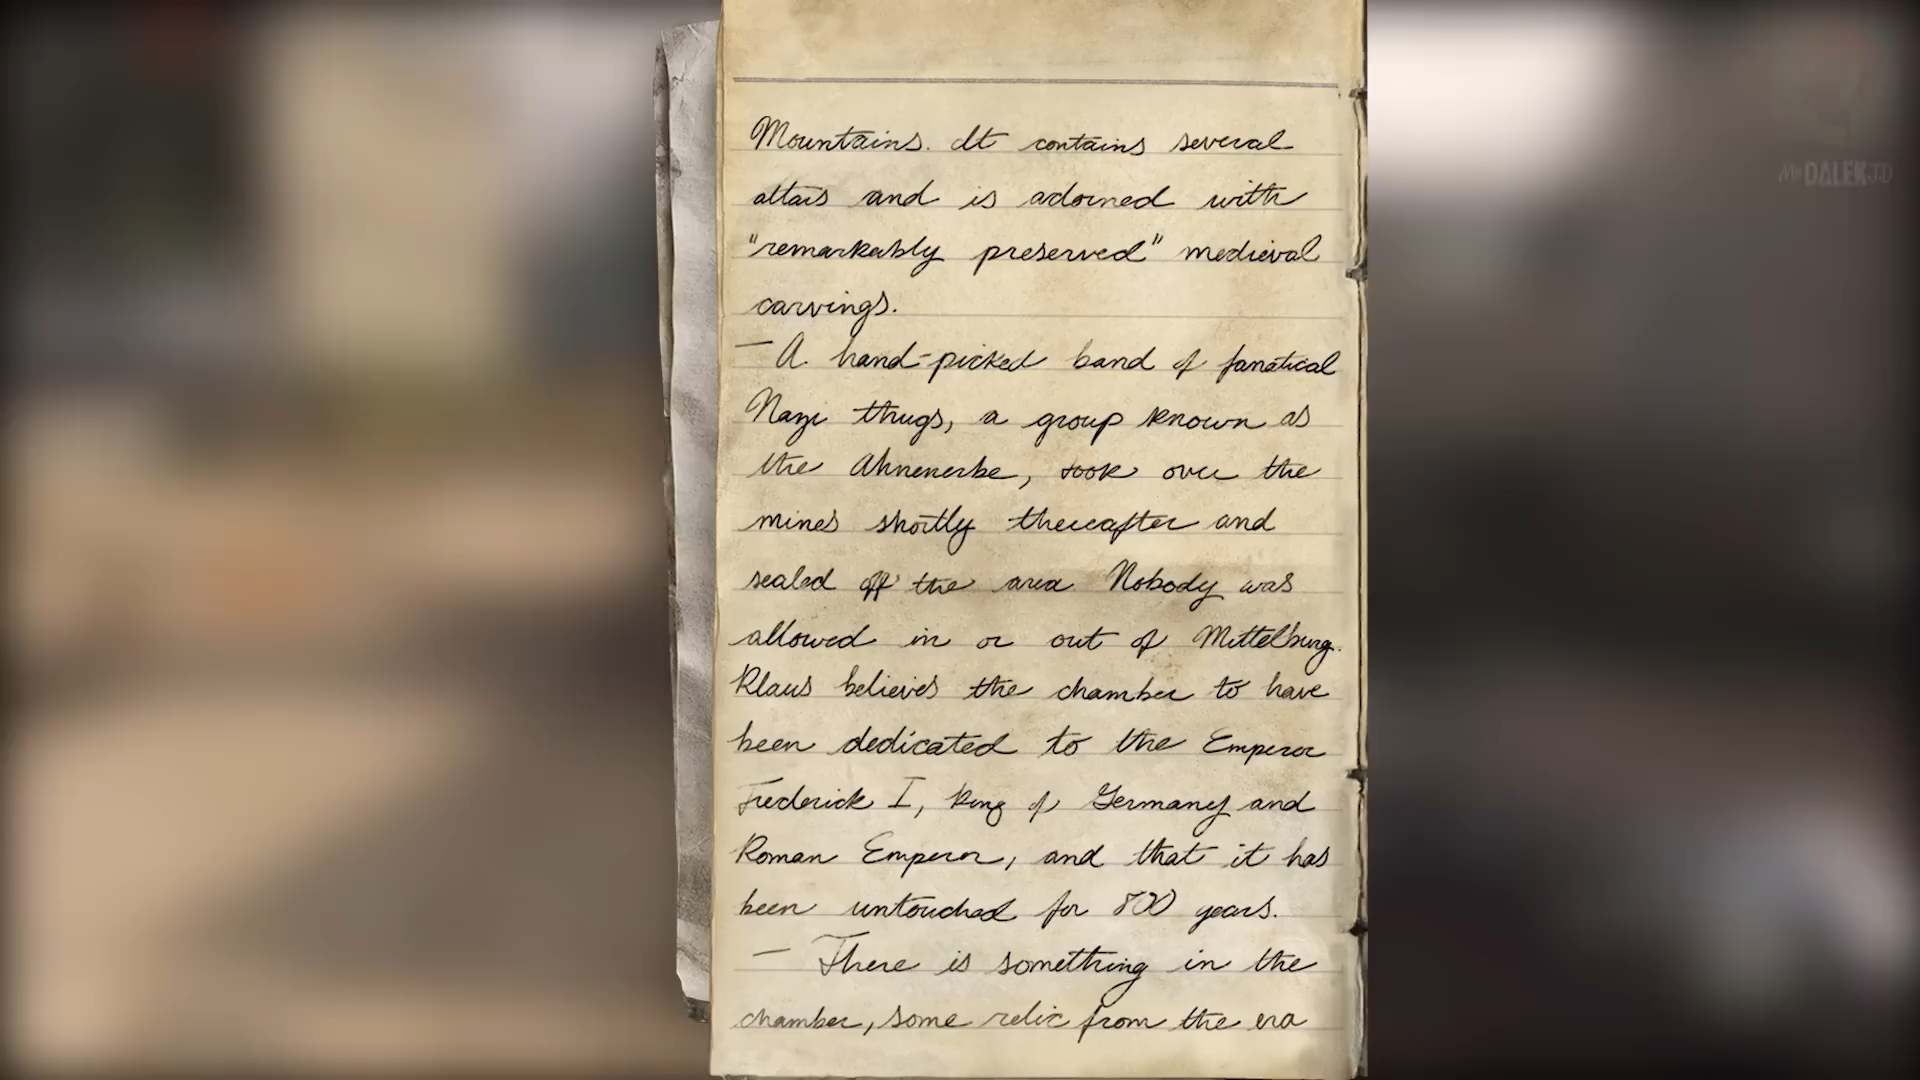 Mountains. It contains several
altars and is adorned with
"remarkably preserved" medieval
carvings.
— A hand-picked band of fanatical
Nazi thugs, a group known as
the Ahnenerbe, took over the
mines shortly thereafter and
sealed off the area. Nobody was
allowed in or out of Mittelburg.
Klaus believes the chamber to have
been dedicated to the Emperor
Frederick I, King of Germany and
Roman Emperor, and that it has
been untouched for 800 years.
— There is something in the
chamber, some relic from the era
MrDALEKJD